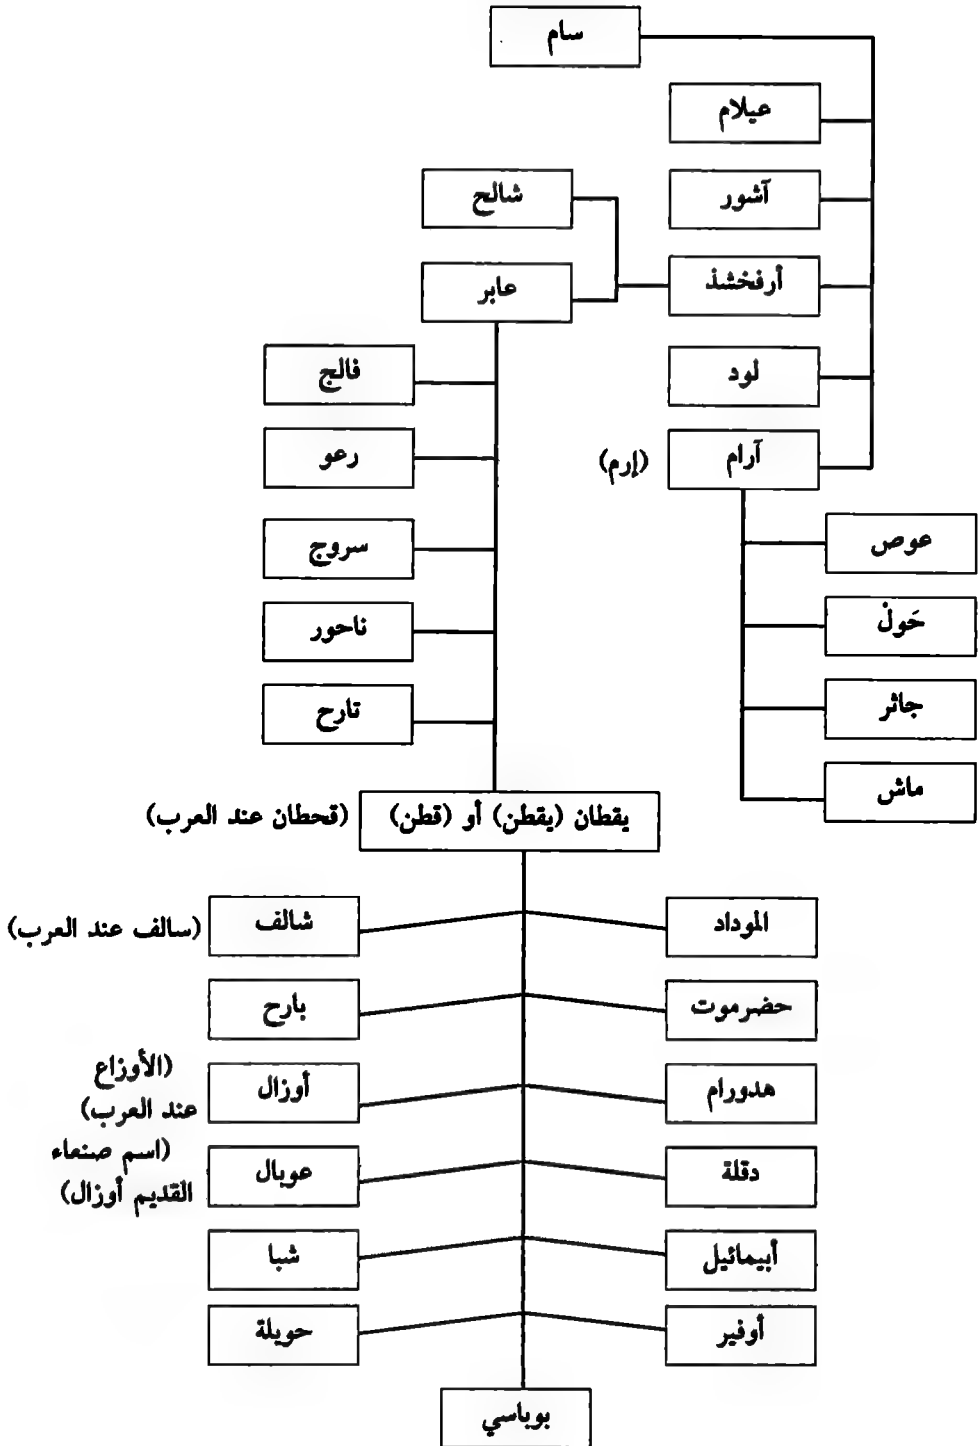 سام
عيلام
آشور
شالح
أرفخشذ
عابر
لود
فالج
آرام
(إرم)
رعو
عوص
سروج
حَولْ
ناحور
جاثر
تارح
ماش
يقطان (يقطن) أو (قطن)
(قحطان عند العرب)
الموداد
شالف
(سالف عند العرب)
حضرموت
بارح
هدورام
أوزال
(الأوزاع
عند العرب)
(اسم صنعاء
القديم أوزال)
دقلة
عوبال
أبيمائيل
شبا
أوفير
حويلة
بوباسي